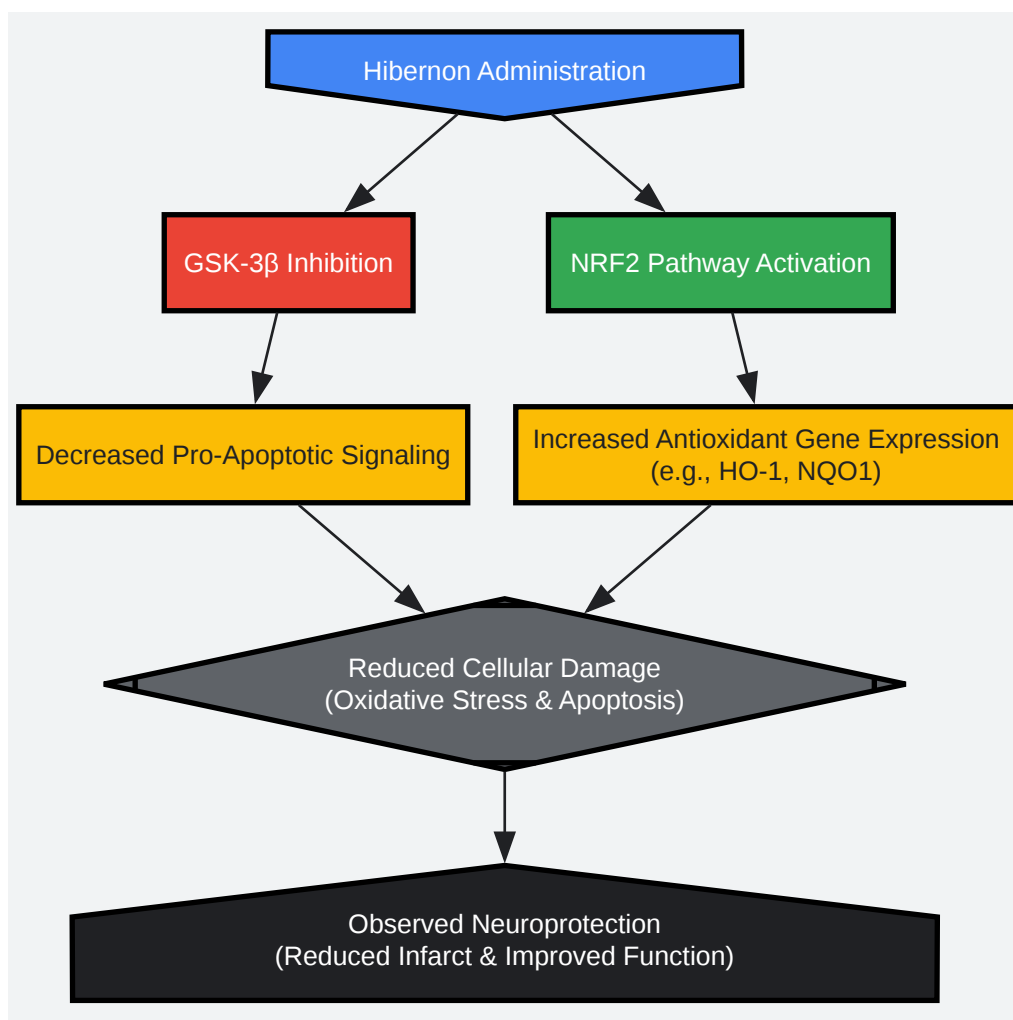 Hibernon Administration
GSK-3β Inhibition
NRF2 Pathway Activation
Decreased Pro-Apoptotic Signaling
Increased Antioxidant Gene Expression
(e.g., HO-1, NQO1)
Reduced Cellular Damage
(Oxidative Stress & Apoptosis)
Observed Neuroprotection
(Reduced Infarct & Improved Function)